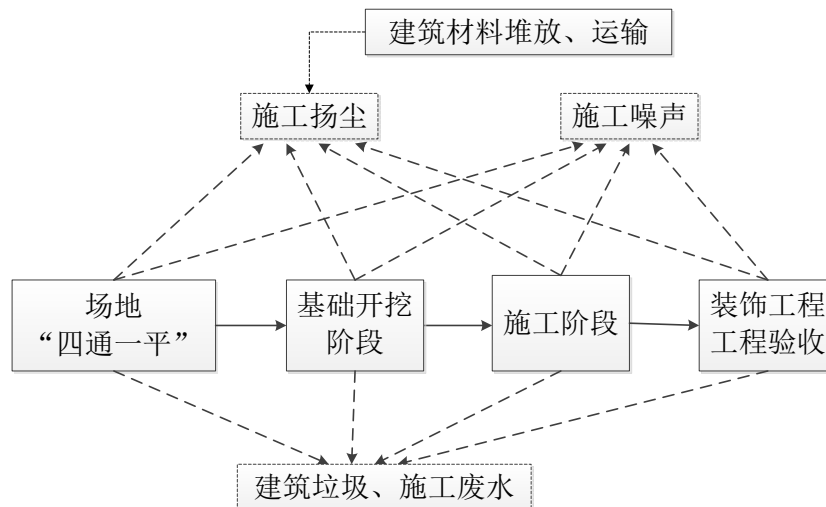 建筑材料堆放、运输
施工扬尘
施工噪声
场地
“四通一平”
基础开挖
阶段
施工阶段
装饰工程
工程验收
建筑垃圾、施工废水